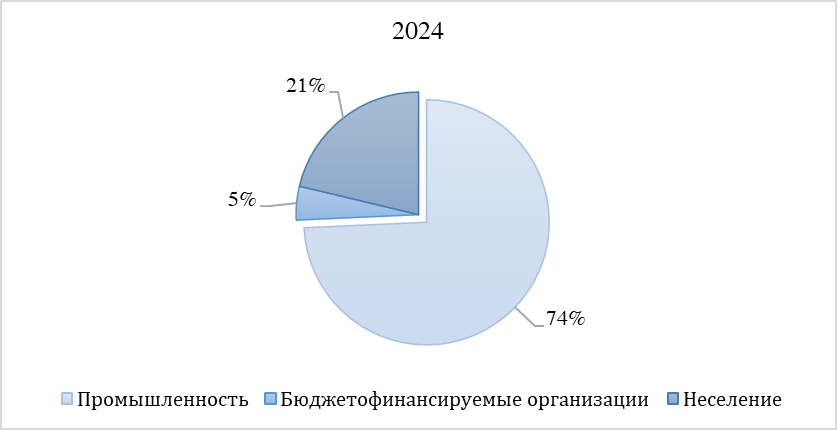 2024
21%
5%
74%
Промышленность Бюджетофинансируемые организации Неселение